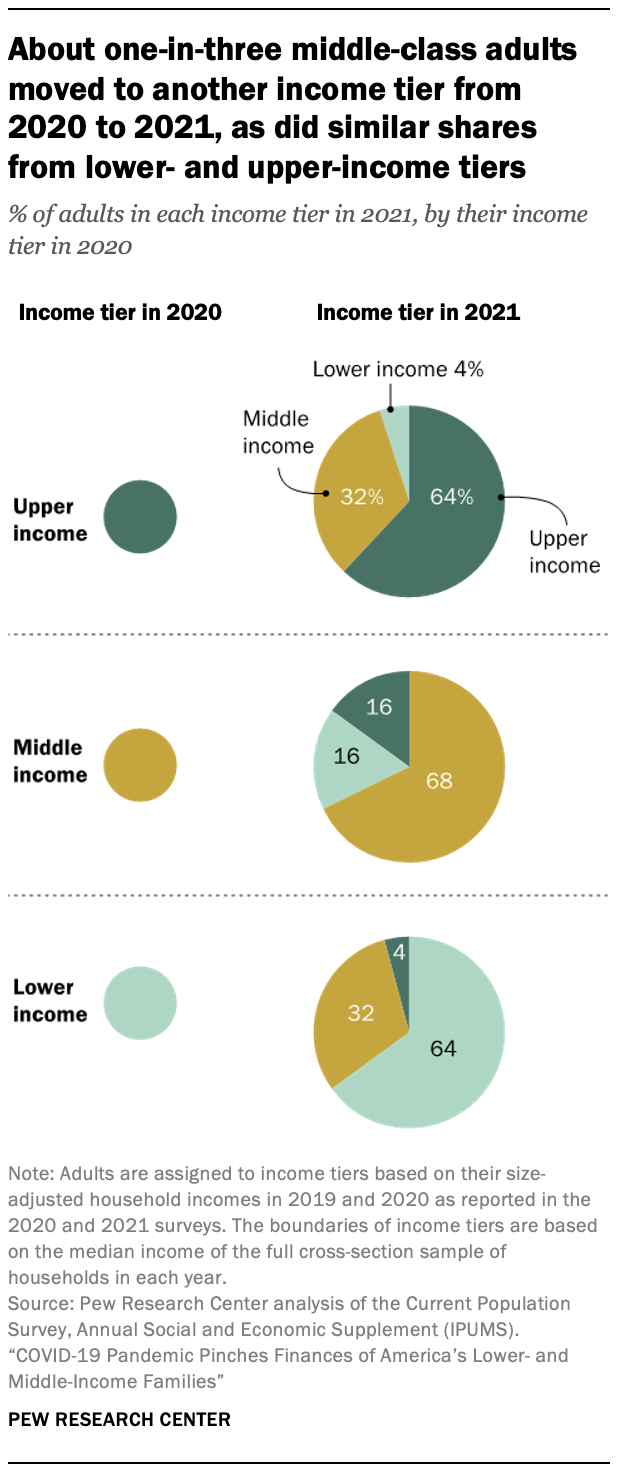 About one-in-three middle-class adults
moved to another income tier from
2020 to 2021, as did similar shares
from lower- and upper-income tiers
% of adults in each income tier in 2021, by their income
tier in 2020
Income tier in 2020
Income tier in 2021
Lower income 4%
Middle
income
32%
64%
Upper
income
Upper
income
Middle
income
16
16
68
Lower
income
4
32
64
Note: Adults are assigned to income tiers based on their size-
adjusted household incomes in 2019 and 2020 as reported in the
2020 and 2021 surveys. The boundaries of income tiers are based
on the median income of the full cross-section sample of
households in each year.
Source: Pew Research Center analysis of the Current Population
Survey, Annual Social and Economic Supplement (IPUMS).
“COVID-19 Pandemic Pinches Finances of America’s Lower- and
Middle-Income Families”
PEW RESEARCH CENTER